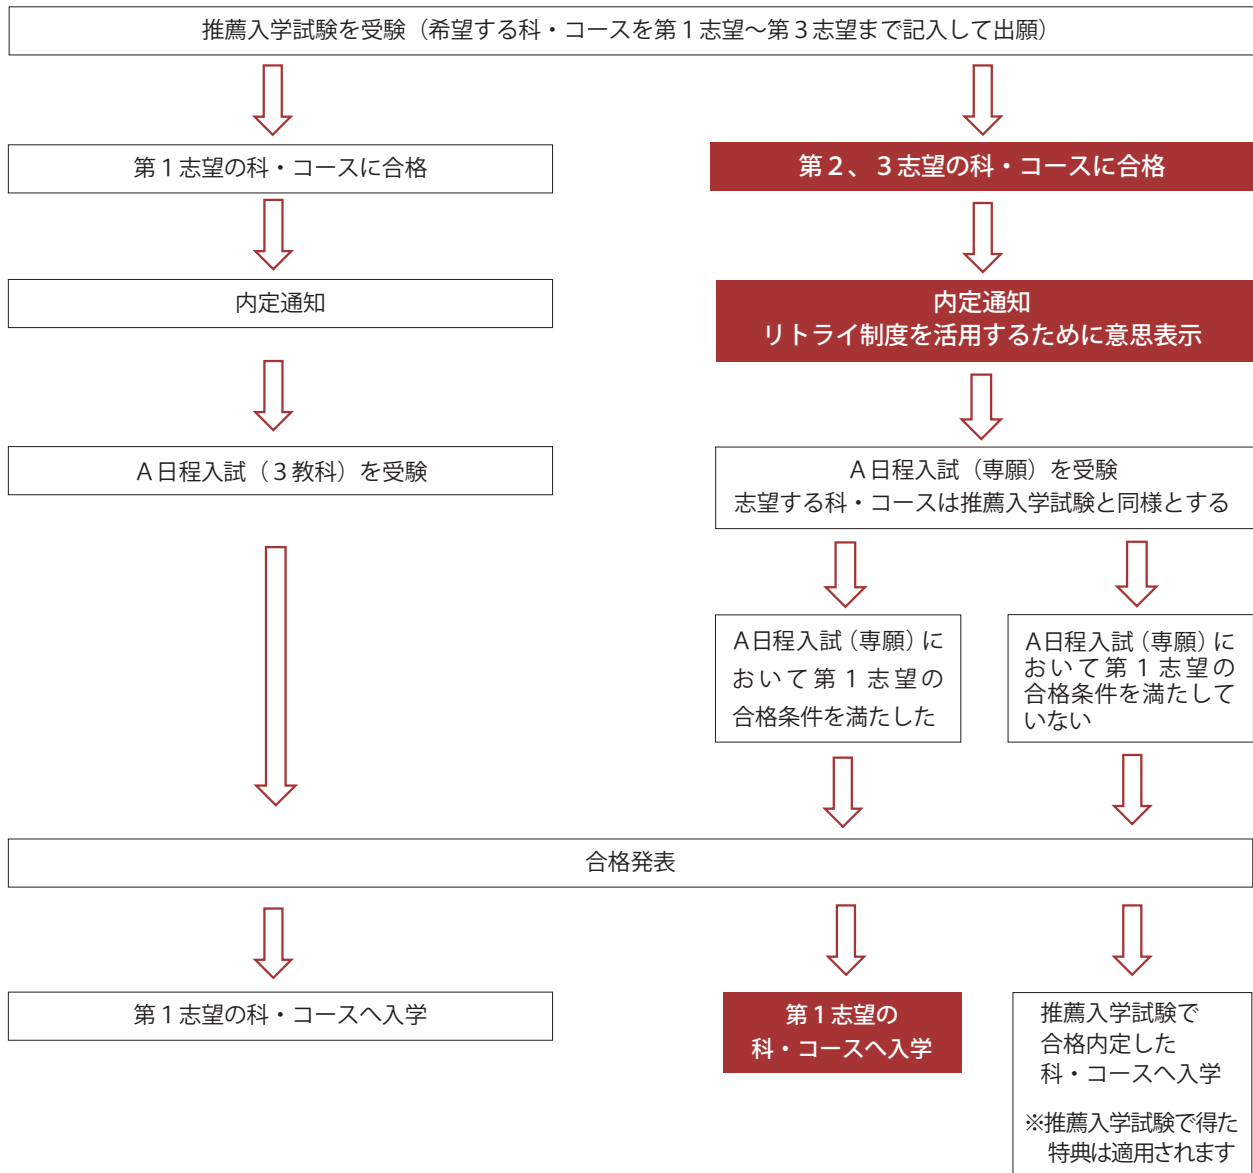 推薦入学試験を受験（希望する科・コースを第１志望～第３志望まで記入して出願）
第１志望の科・コースに合格
第２、３志望の科・コースに合格
内定通知
内定通知
リトライ制度を活用するために意思表示
Ａ日程入試（３教科）を受験
Ａ日程入試（専願）を受験
志望する科・コースは推薦入学試験と同様とする
Ａ日程入試（専願）に
おいて第１志望の
合格条件を満たした
Ａ日程入試（専願）に
おいて第１志望の
合格条件を満たして
いない
合格発表
第１志望の科・コースへ入学
第１志望の
科・コースへ入学
推薦入学試験で
合格内定した
科・コースへ入学
※推薦入学試験で得た
特典は適用されます